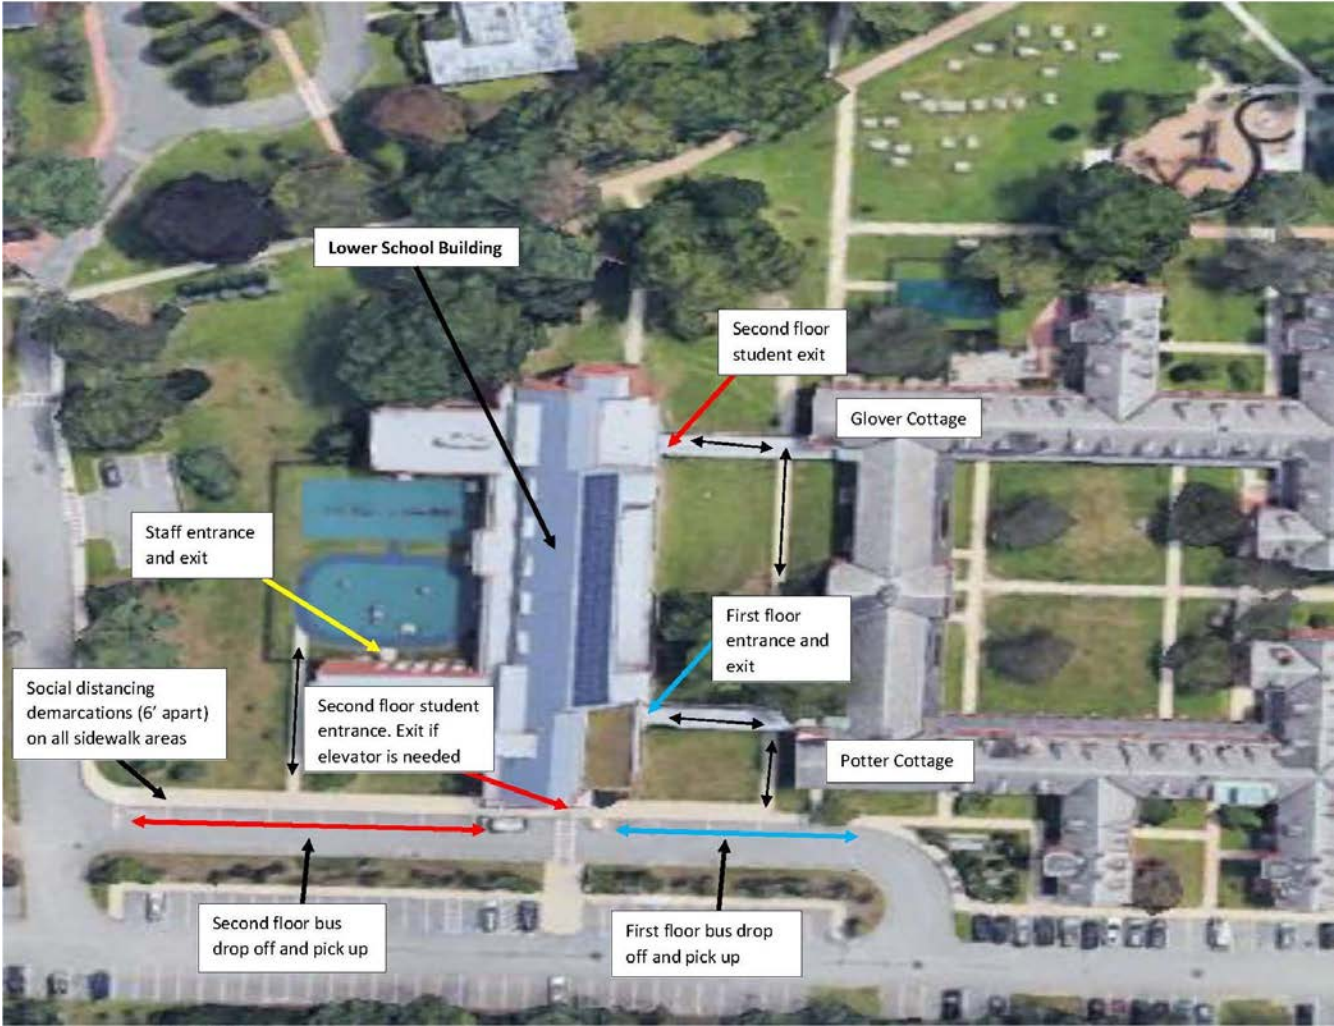 Lower School Building
Second floor
student exit
Glover Cottage
Staff entrance
and exit
First floor
entrance and
exit
Social distancing
demarcations (6’ apart)
on all sidewalk areas
Second floor student
entrance. Exit if
elevator is needed
Potter Cottage
Second floor bus
drop off and pick up
First floor bus drop
off and pick up